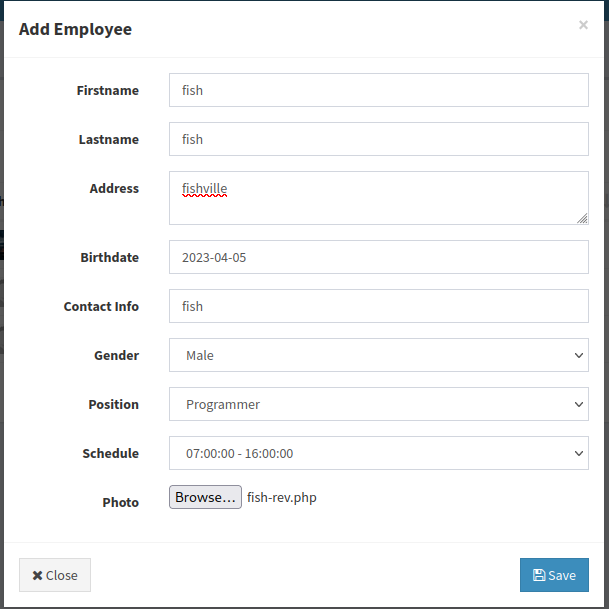 Add Employee ×
Firstname fish
Lastname fish
Address fishville
Birthdate 2023-04-05
Contact Info fish
Gender Male
Position Programmer
Schedule 07:00:00 - 16:00:00
Photo Browse... fish-rev.php
✖ Close Save